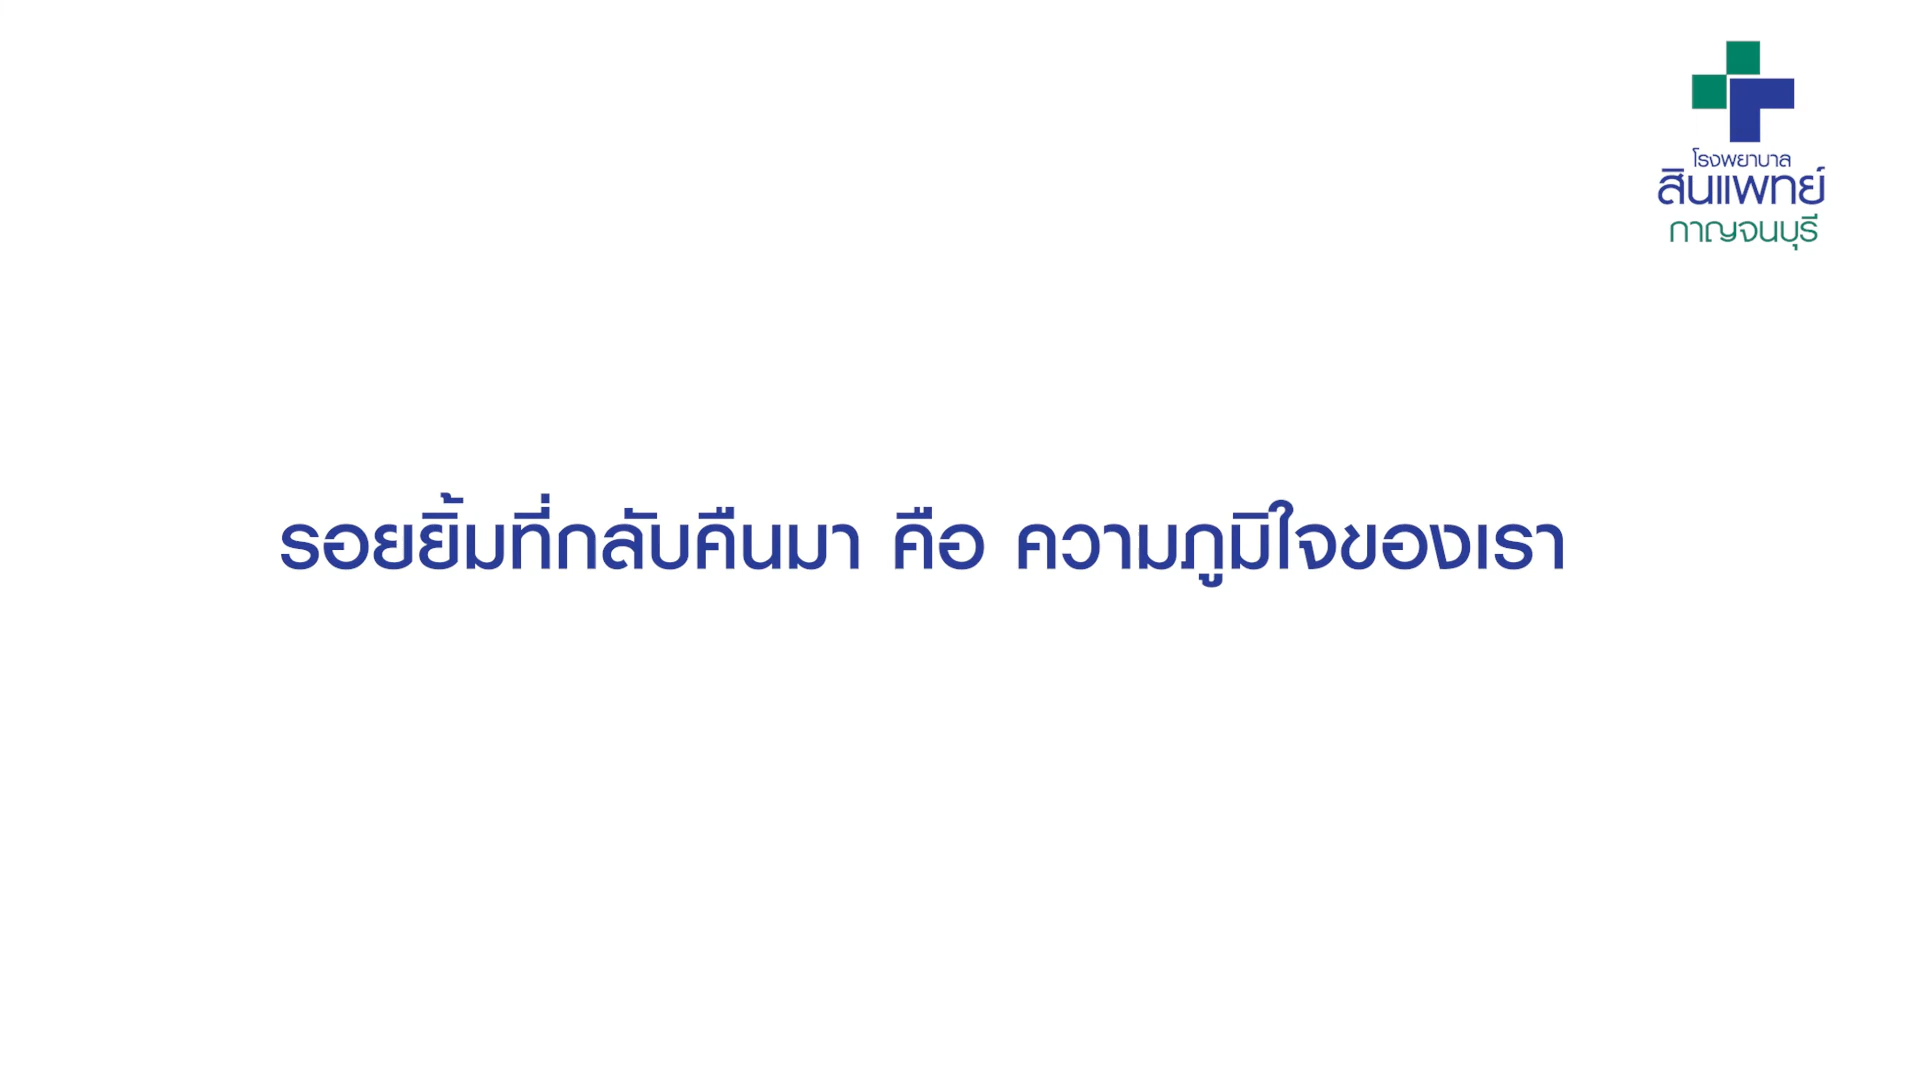 โรงพยาบาล
สินแพทย์
กาญจนบุรี
รอยยิ้มที่กลับคืนมา คือ ความภูมิใจของเรา